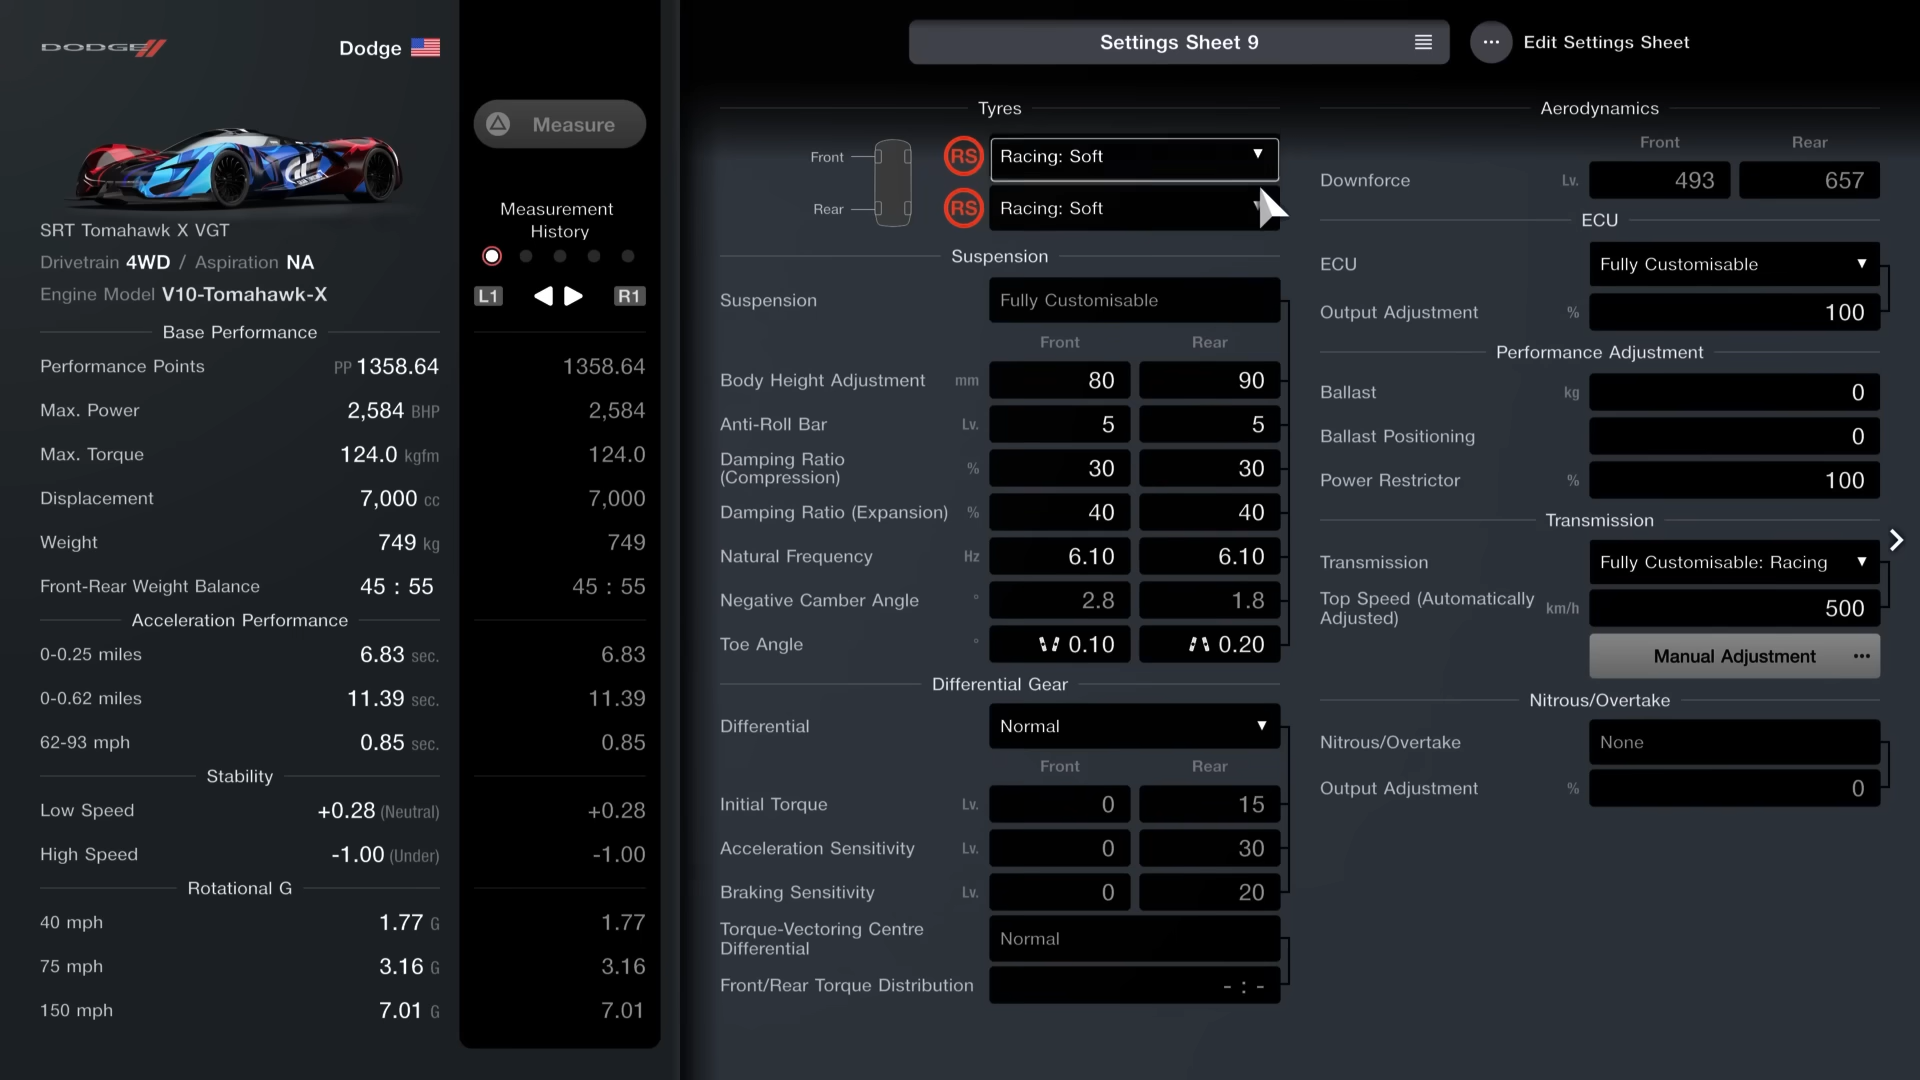 DODGE
Dodge
SRT Tomahawk X VGT
Drivetrain 4WD / Aspiration NA
Engine Model V10-Tomahawk-X
Base Performance
Performance Points PP 1358.64
Max. Power 2,584 BHP
Max. Torque 124.0 kgfm
Displacement 7,000 cc
Weight 749 kg
Front-Rear Weight Balance 45 : 55
Acceleration Performance
0-0.25 miles 6.83 sec.
0-0.62 miles 11.39 sec.
62-93 mph 0.85 sec.
Stability
Low Speed +0.28 (Neutral)
High Speed -1.00 (Under)
Rotational G
40 mph 1.77 G
75 mph 3.16 G
150 mph 7.01 G
Measure
Measurement
History
L1 R1
1358.64
2,584
124.0
7,000
749
45 : 55
6.83
11.39
0.85
+0.28
-1.00
1.77
3.16
7.01
Settings Sheet 9
Edit Settings Sheet
Tyres
Front RS Racing: Soft
Rear RS Racing: Soft
Suspension
Suspension Fully Customisable
Front Rear
Body Height Adjustment mm 80 90
Anti-Roll Bar Lv. 5 5
Damping Ratio
(Compression) % 30 30
Damping Ratio (Expansion) % 40 40
Natural Frequency Hz 6.10 6.10
Negative Camber Angle ° 2.8 1.8
Toe Angle ° 0.10 0.20
Differential Gear
Differential Normal
Front Rear
Initial Torque Lv. 0 15
Acceleration Sensitivity Lv. 0 30
Braking Sensitivity Lv. 0 20
Torque-Vectoring Centre
Differential Normal
Front/Rear Torque Distribution - : -
Aerodynamics
Front Rear
Downforce Lv. 493 657
ECU
ECU Fully Customisable
Output Adjustment % 100
Performance Adjustment
Ballast kg 0
Ballast Positioning 0
Power Restrictor % 100
Transmission
Transmission Fully Customisable: Racing
Top Speed (Automatically
Adjusted) km/h 500
Manual Adjustment
Nitrous/Overtake
Nitrous/Overtake None
Output Adjustment % 0